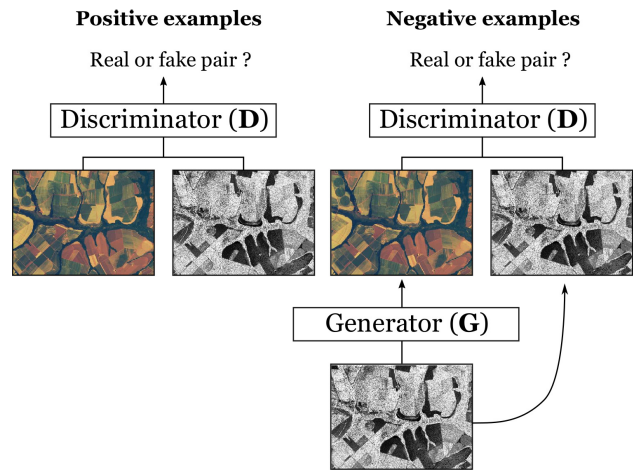 Positive examples
Real or fake pair ?
Discriminator (D)
Negative examples
Real or fake pair ?
Discriminator (D)
Generator (G)